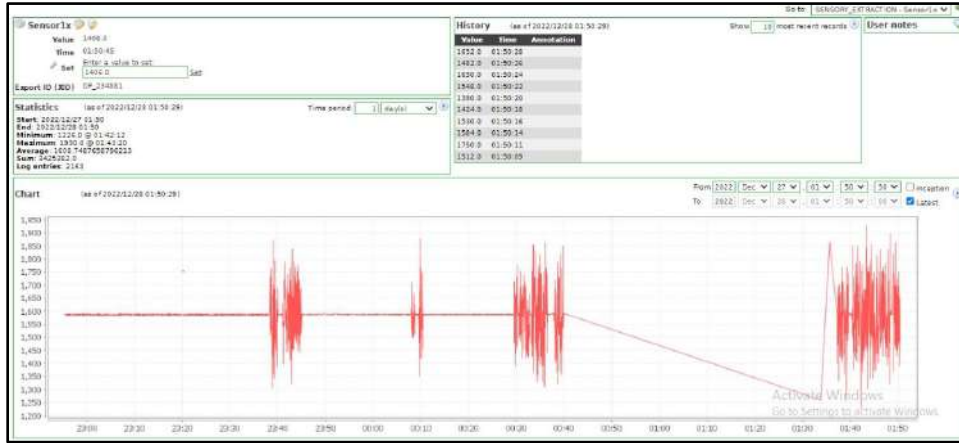 Go to: SENSORY_EXTRACTION - Sensor1x
Sensor1x
Value 1406.0
Time 01:50:45
Enter a value to set:
Set 1406.0 Set
Export ID (XID) DP_234881
Statistics (as of 2022/12/28 01:50:29) Time period: 1 day(s)
Start: 2022/12/27 01:50
End: 2022/12/28 01:50
Minimum: 1226.0 @ 01:42:12
Maximum: 1930.0 @ 01:43:20
Log entries: 2163
History (as of 2022/12/28 01:50:29) Show 10 most recent records
Value Time Annotation
1652.0 01:50:28
1482.0 01:50:26
01:50:24
1548.0 01:50:22
01:50:20
1424.0 01:50:18
01:50:16
1584.0 01:50:14
1750.0 01:50:11
1512.0 01:50:09
User notes
Chart (as of 2022/12/28 01:50:29)
From 2022 Dec 27 , 01 : 50 : Inception
To 2022 Dec , 01 : 50 : Latest
1,950
1,900
1,850
1,800
1,750
1,700
1,650
1,600
1,550
1,500
1,450
1,400
1,350
1,300
1,250
1,200
23:00 23:10 23:20 23:30 23:40 23:50 00:00 00:10 00:20 00:30 00:40 00:50 01:00 01:10 01:20 01:30 01:40 01:50
Activate Windows
Go to Settings to activate Windows.